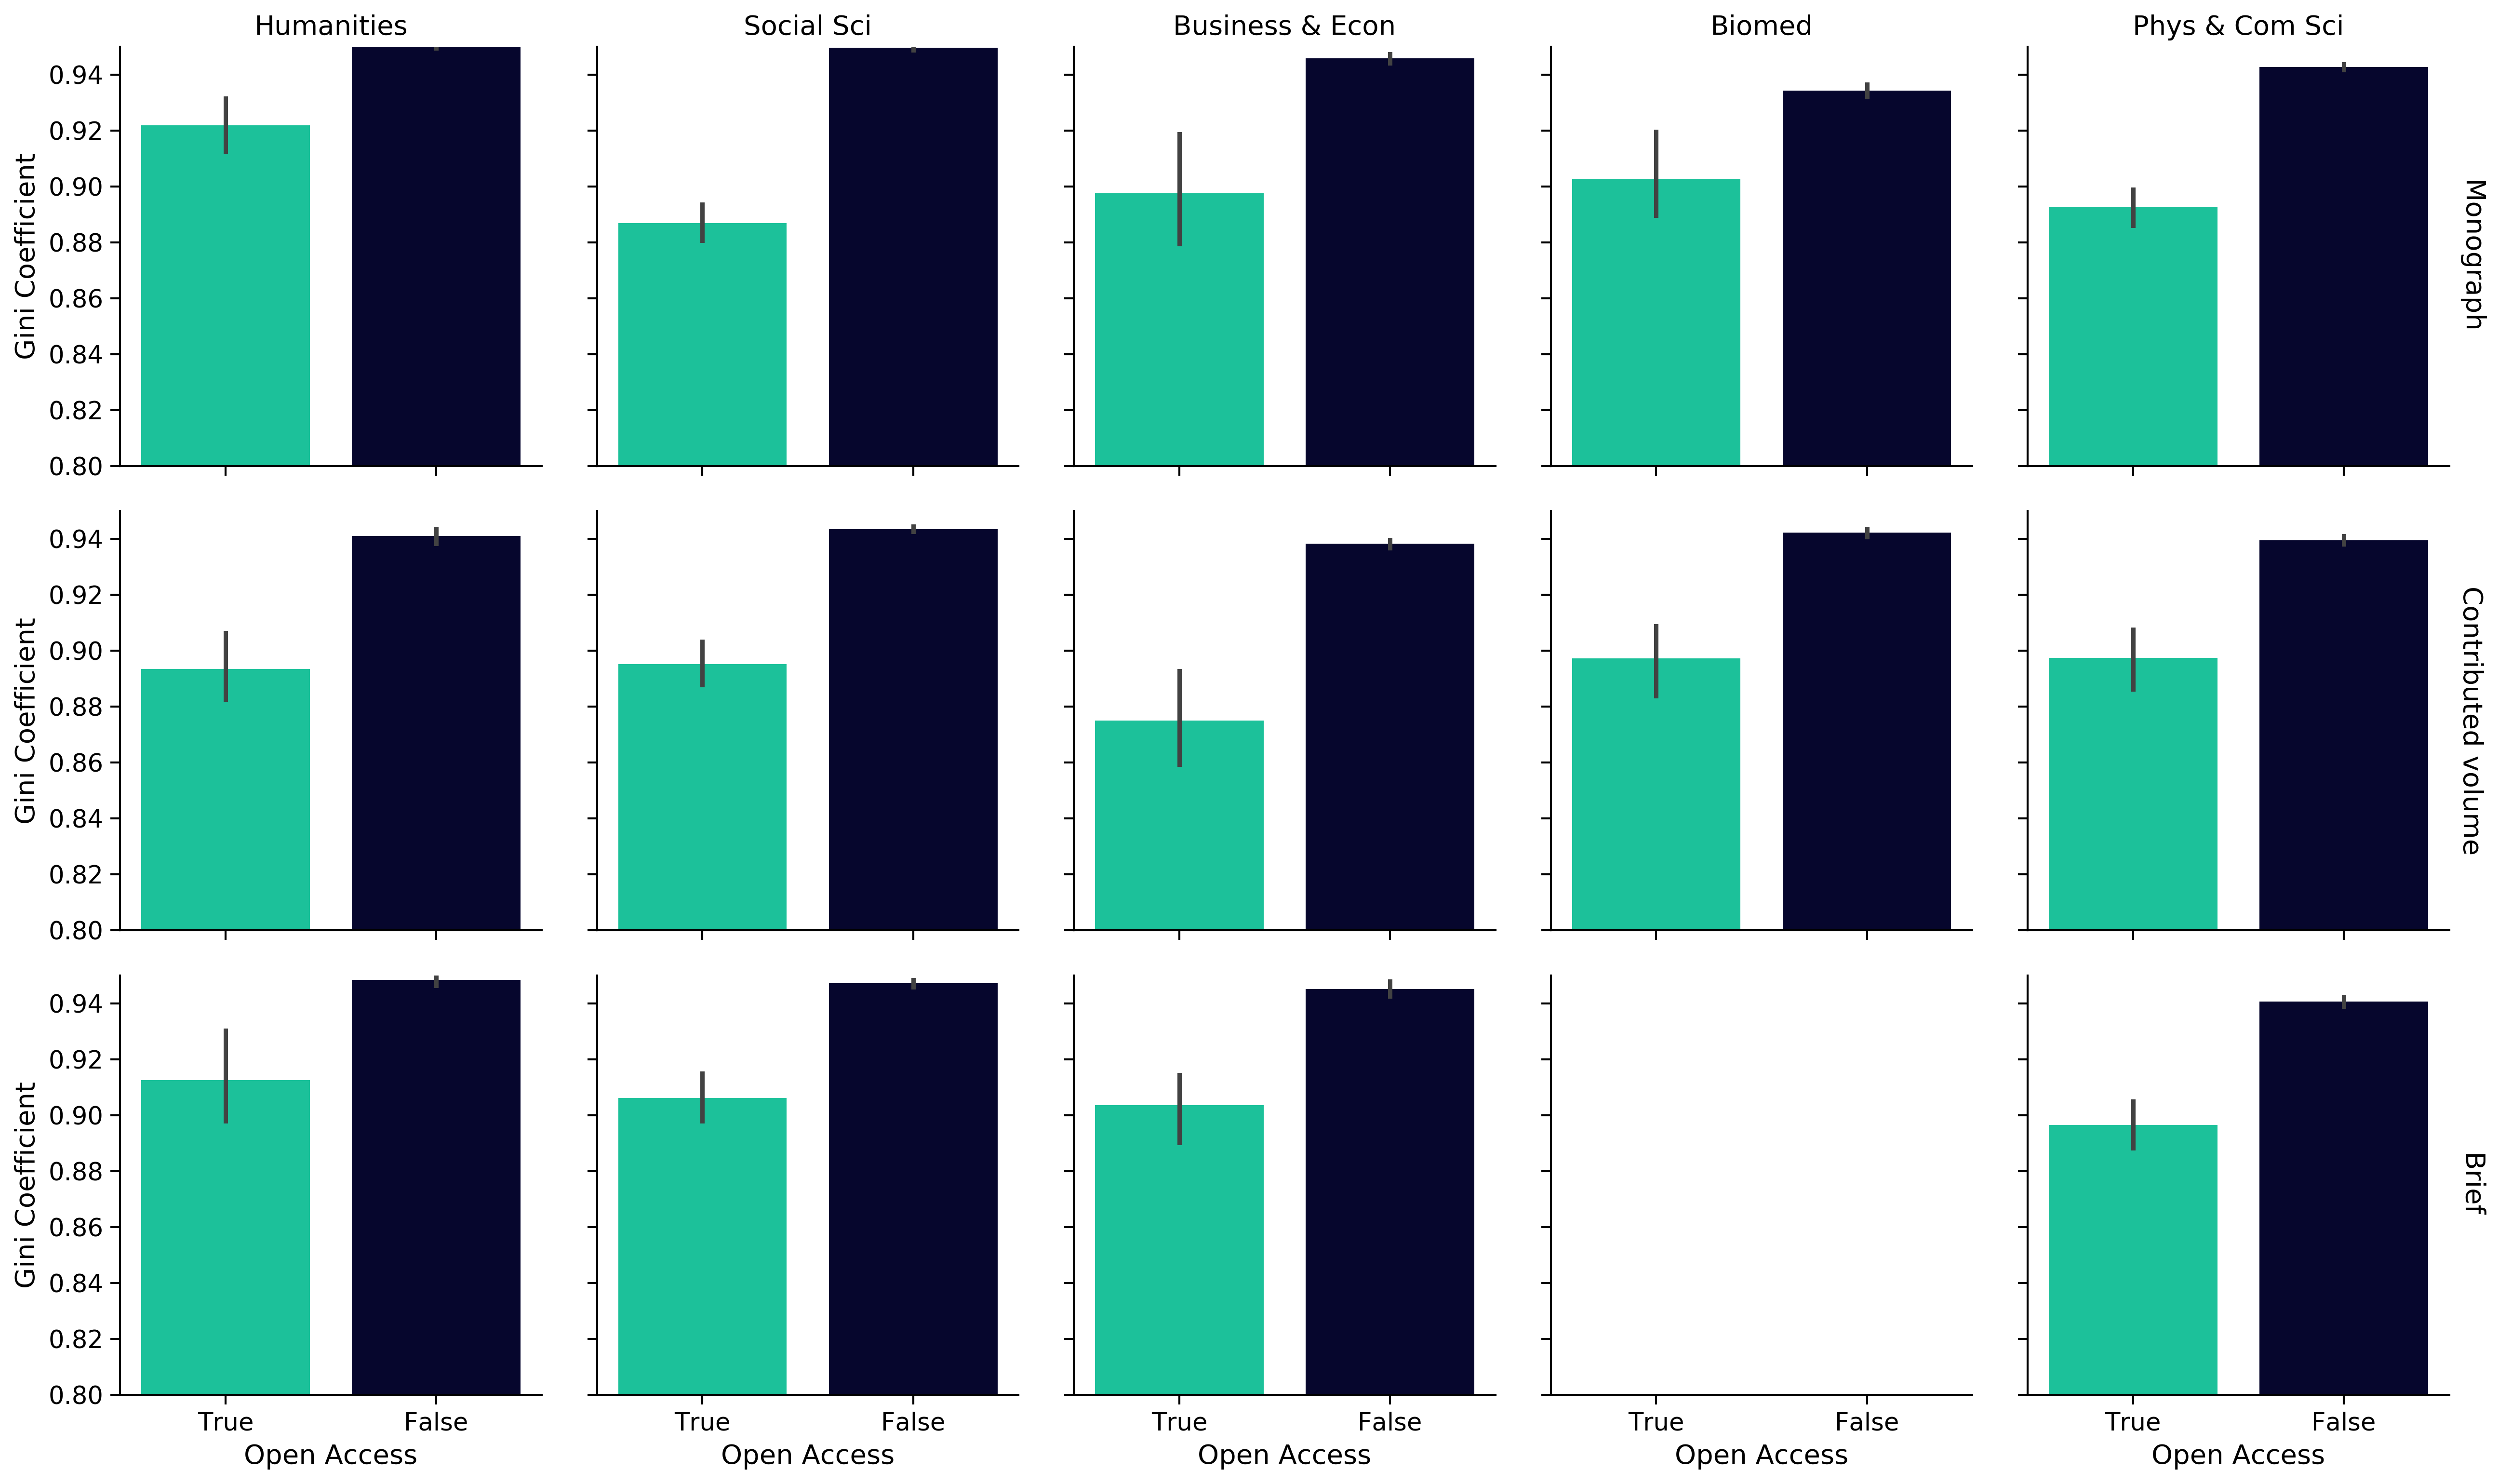 Humanities
Social Sci
Business & Econ
Biomed
Phys & Com Sci
Gini Coefficient
0.94
0.92
0.90
0.88
0.86
0.84
0.82
0.80
Monograph
Gini Coefficient
0.94
0.92
0.90
0.88
0.86
0.84
0.82
0.80
Contributed volume
Gini Coefficient
0.94
0.92
0.90
0.88
0.86
0.84
0.82
0.80
Brief
True False
True False
True False
True False
True False
Open Access
Open Access
Open Access
Open Access
Open Access